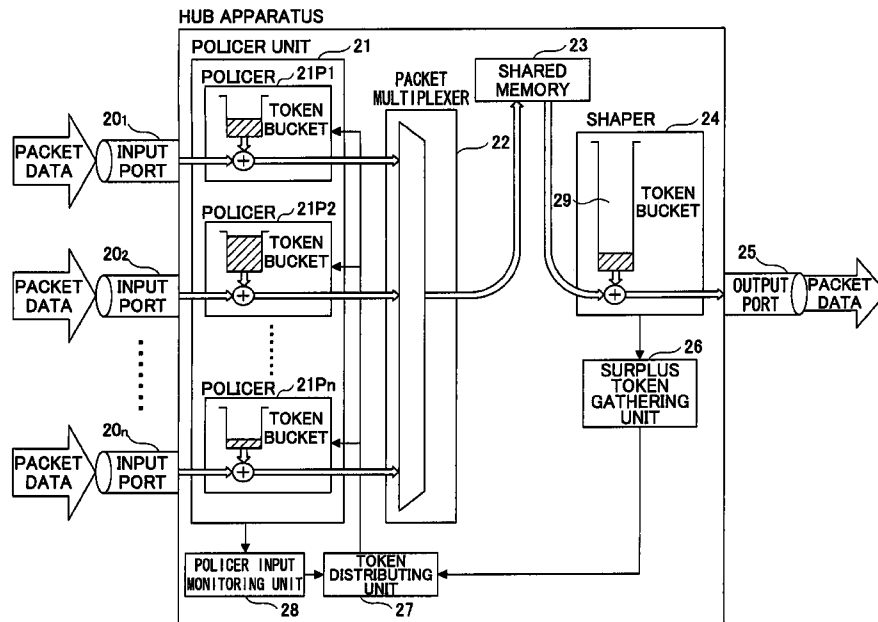 HUB APPARATUS
POLICER UNIT
21
POLICER
21P1
TOKEN
BUCKET
PACKET
DATA
20₁
INPUT
PORT
POLICER
21P2
TOKEN
BUCKET
PACKET
DATA
20₂
INPUT
PORT
POLICER
21Pn
TOKEN
BUCKET
PACKET
DATA
20n
INPUT
PORT
PACKET
MULTIPLEXER
22
23
SHARED
MEMORY
SHAPER
24
29
TOKEN
BUCKET
25
OUTPUT
PORT
PACKET
DATA
26
SURPLUS
TOKEN
GATHERING
UNIT
POLICER INPUT
MONITORING UNIT
28
TOKEN
DISTRIBUTING
UNIT
27